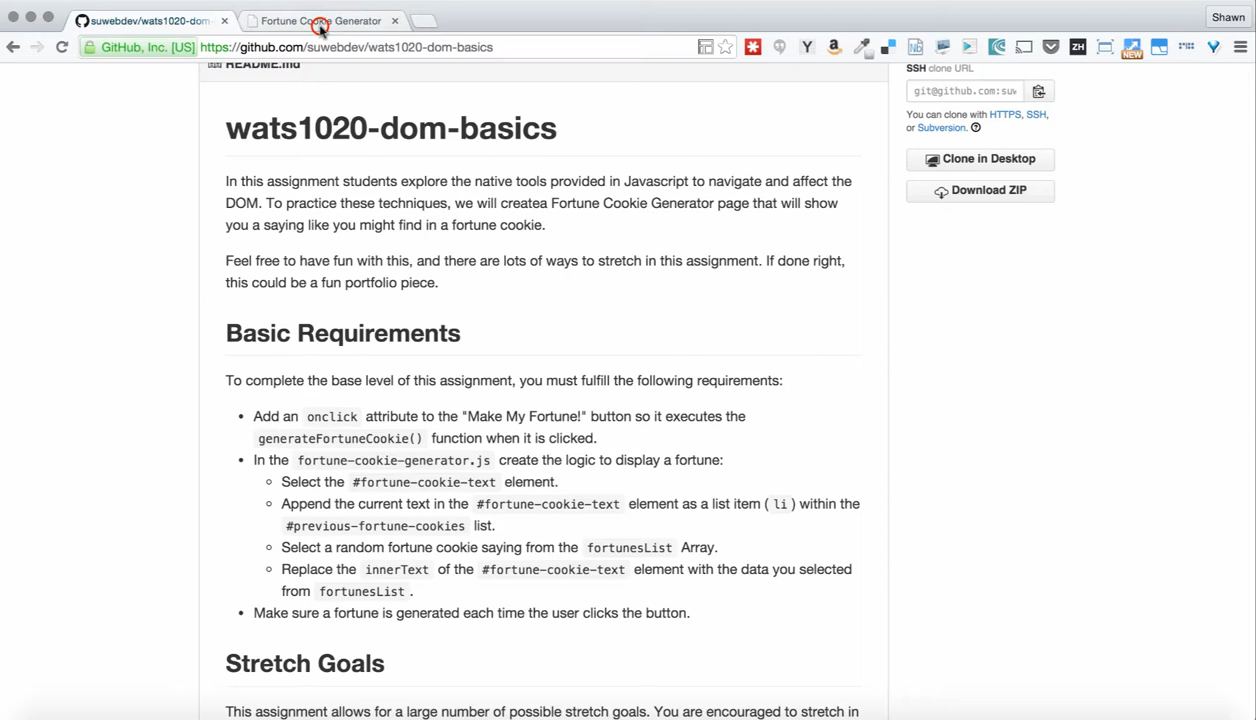 suwebdev/wats1020-dom-
Fortune Cookie Generator
Shawn
GitHub, Inc. [US]
https://github.com/suwebdev/wats1020-dom-basics
README.md
wats1020-dom-basics
In this assignment students explore the native tools provided in Javascript to navigate and affect the
DOM. To practice these techniques, we will createa Fortune Cookie Generator page that will show
you a saying like you might find in a fortune cookie.
Feel free to have fun with this, and there are lots of ways to stretch in this assignment. If done right,
this could be a fun portfolio piece.
Basic Requirements
To complete the base level of this assignment, you must fulfill the following requirements:
• Add an onclick attribute to the "Make My Fortune!" button so it executes the
generateFortuneCookie() function when it is clicked.
• In the fortune-cookie-generator.js create the logic to display a fortune:
Select the #fortune-cookie-text element.
Append the current text in the #fortune-cookie-text element as a list item ( li ) within the
#previous-fortune-cookies list.
Select a random fortune cookie saying from the fortunesList Array.
Replace the innerText of the #fortune-cookie-text element with the data you selected
from fortunesList .
• Make sure a fortune is generated each time the user clicks the button.
Stretch Goals
This assignment allows for a large number of possible stretch goals. You are encouraged to stretch in
SSH clone URL
git@github.com:suw
You can clone with HTTPS, SSH,
or Subversion. ?
Clone in Desktop
Download ZIP
Y
a
Nb
ZH
NEW